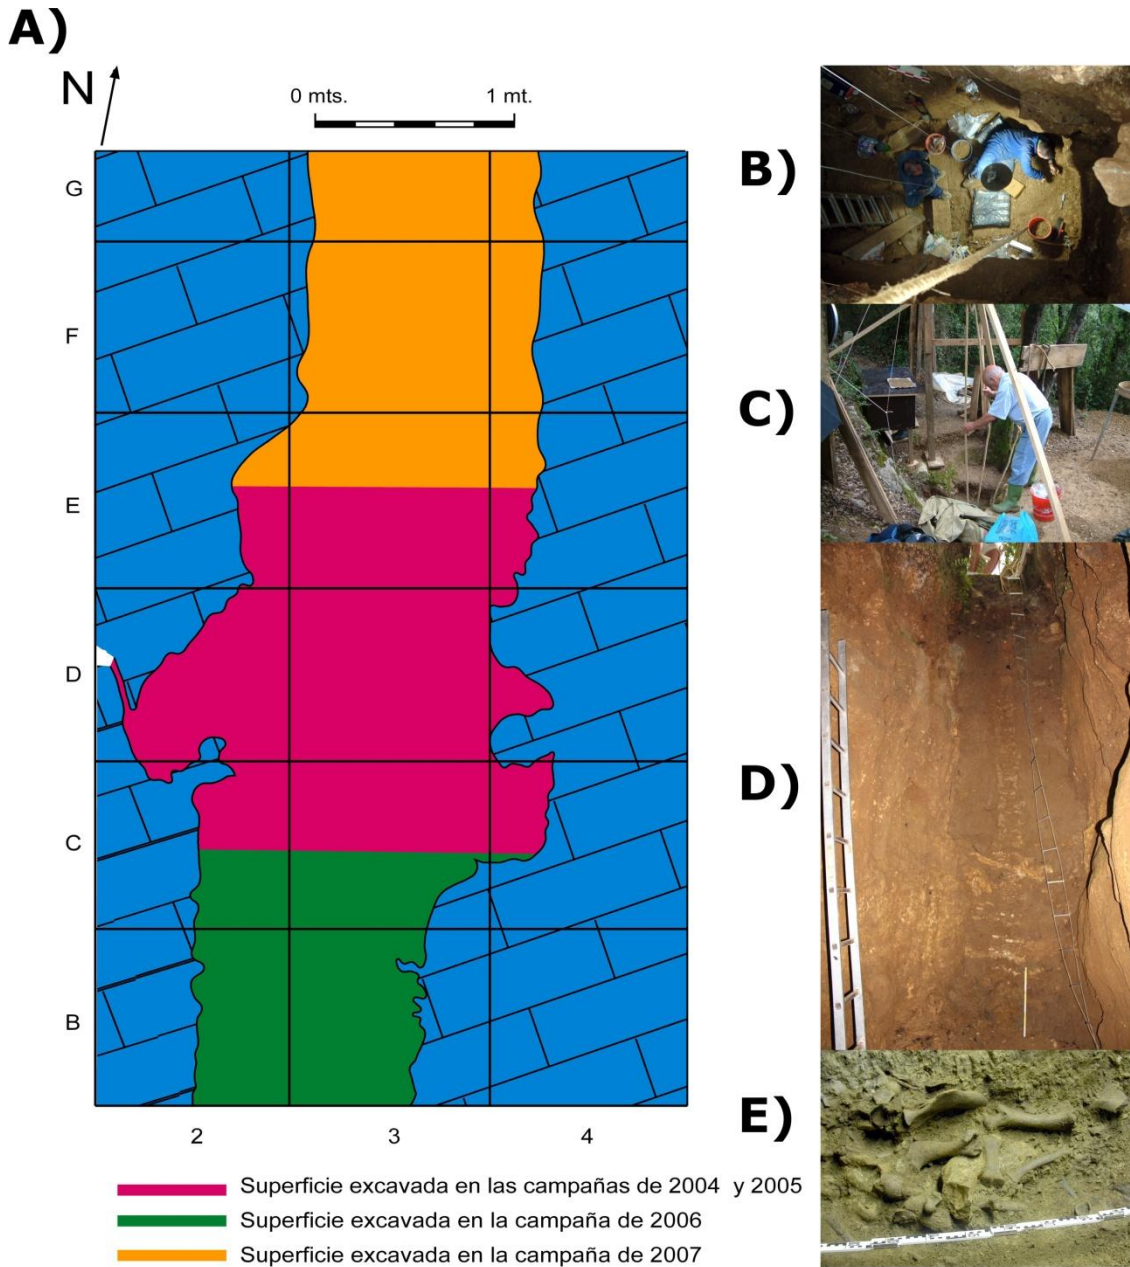 A)
N
0 mts. 1 mt.
G
F
E
D
C
B
2 3 4
Superficie excavada en las campañas de 2004 y 2005
Superficie excavada en la campaña de 2006
Superficie excavada en la campaña de 2007
B)
C)
D)
E)